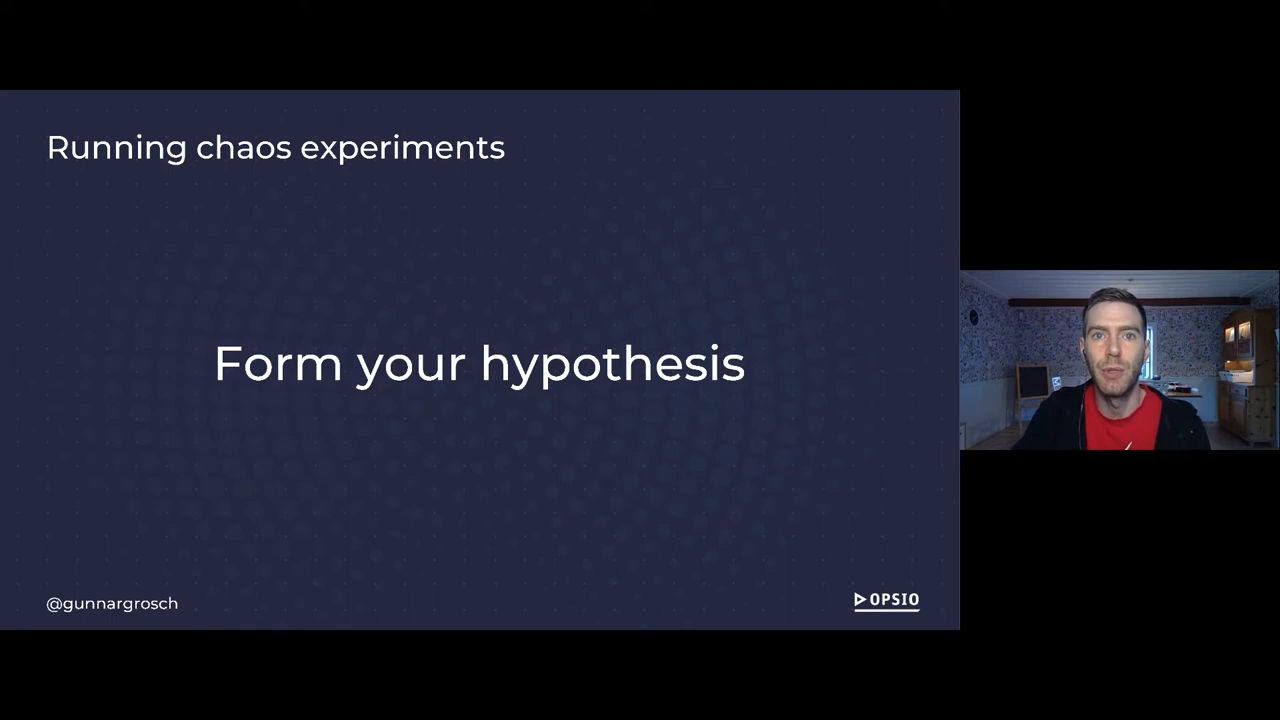 Running chaos experiments
Form your hypothesis
@gunnargrosch
OPSIO